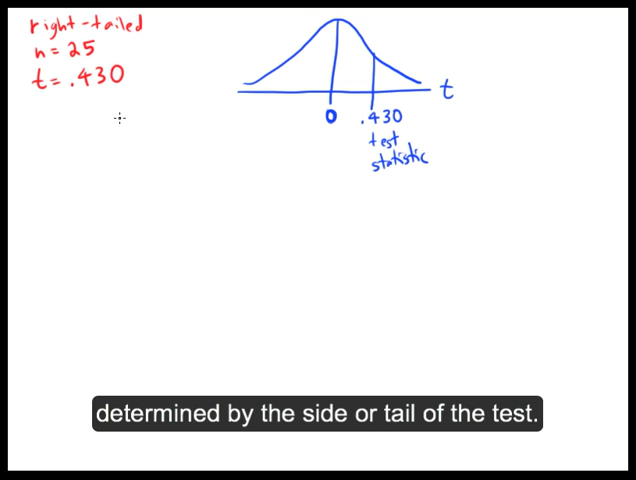 right-tailed
n = 25
t = .430
t
0 .430
test
statistic
determined by the side or tail of the test.